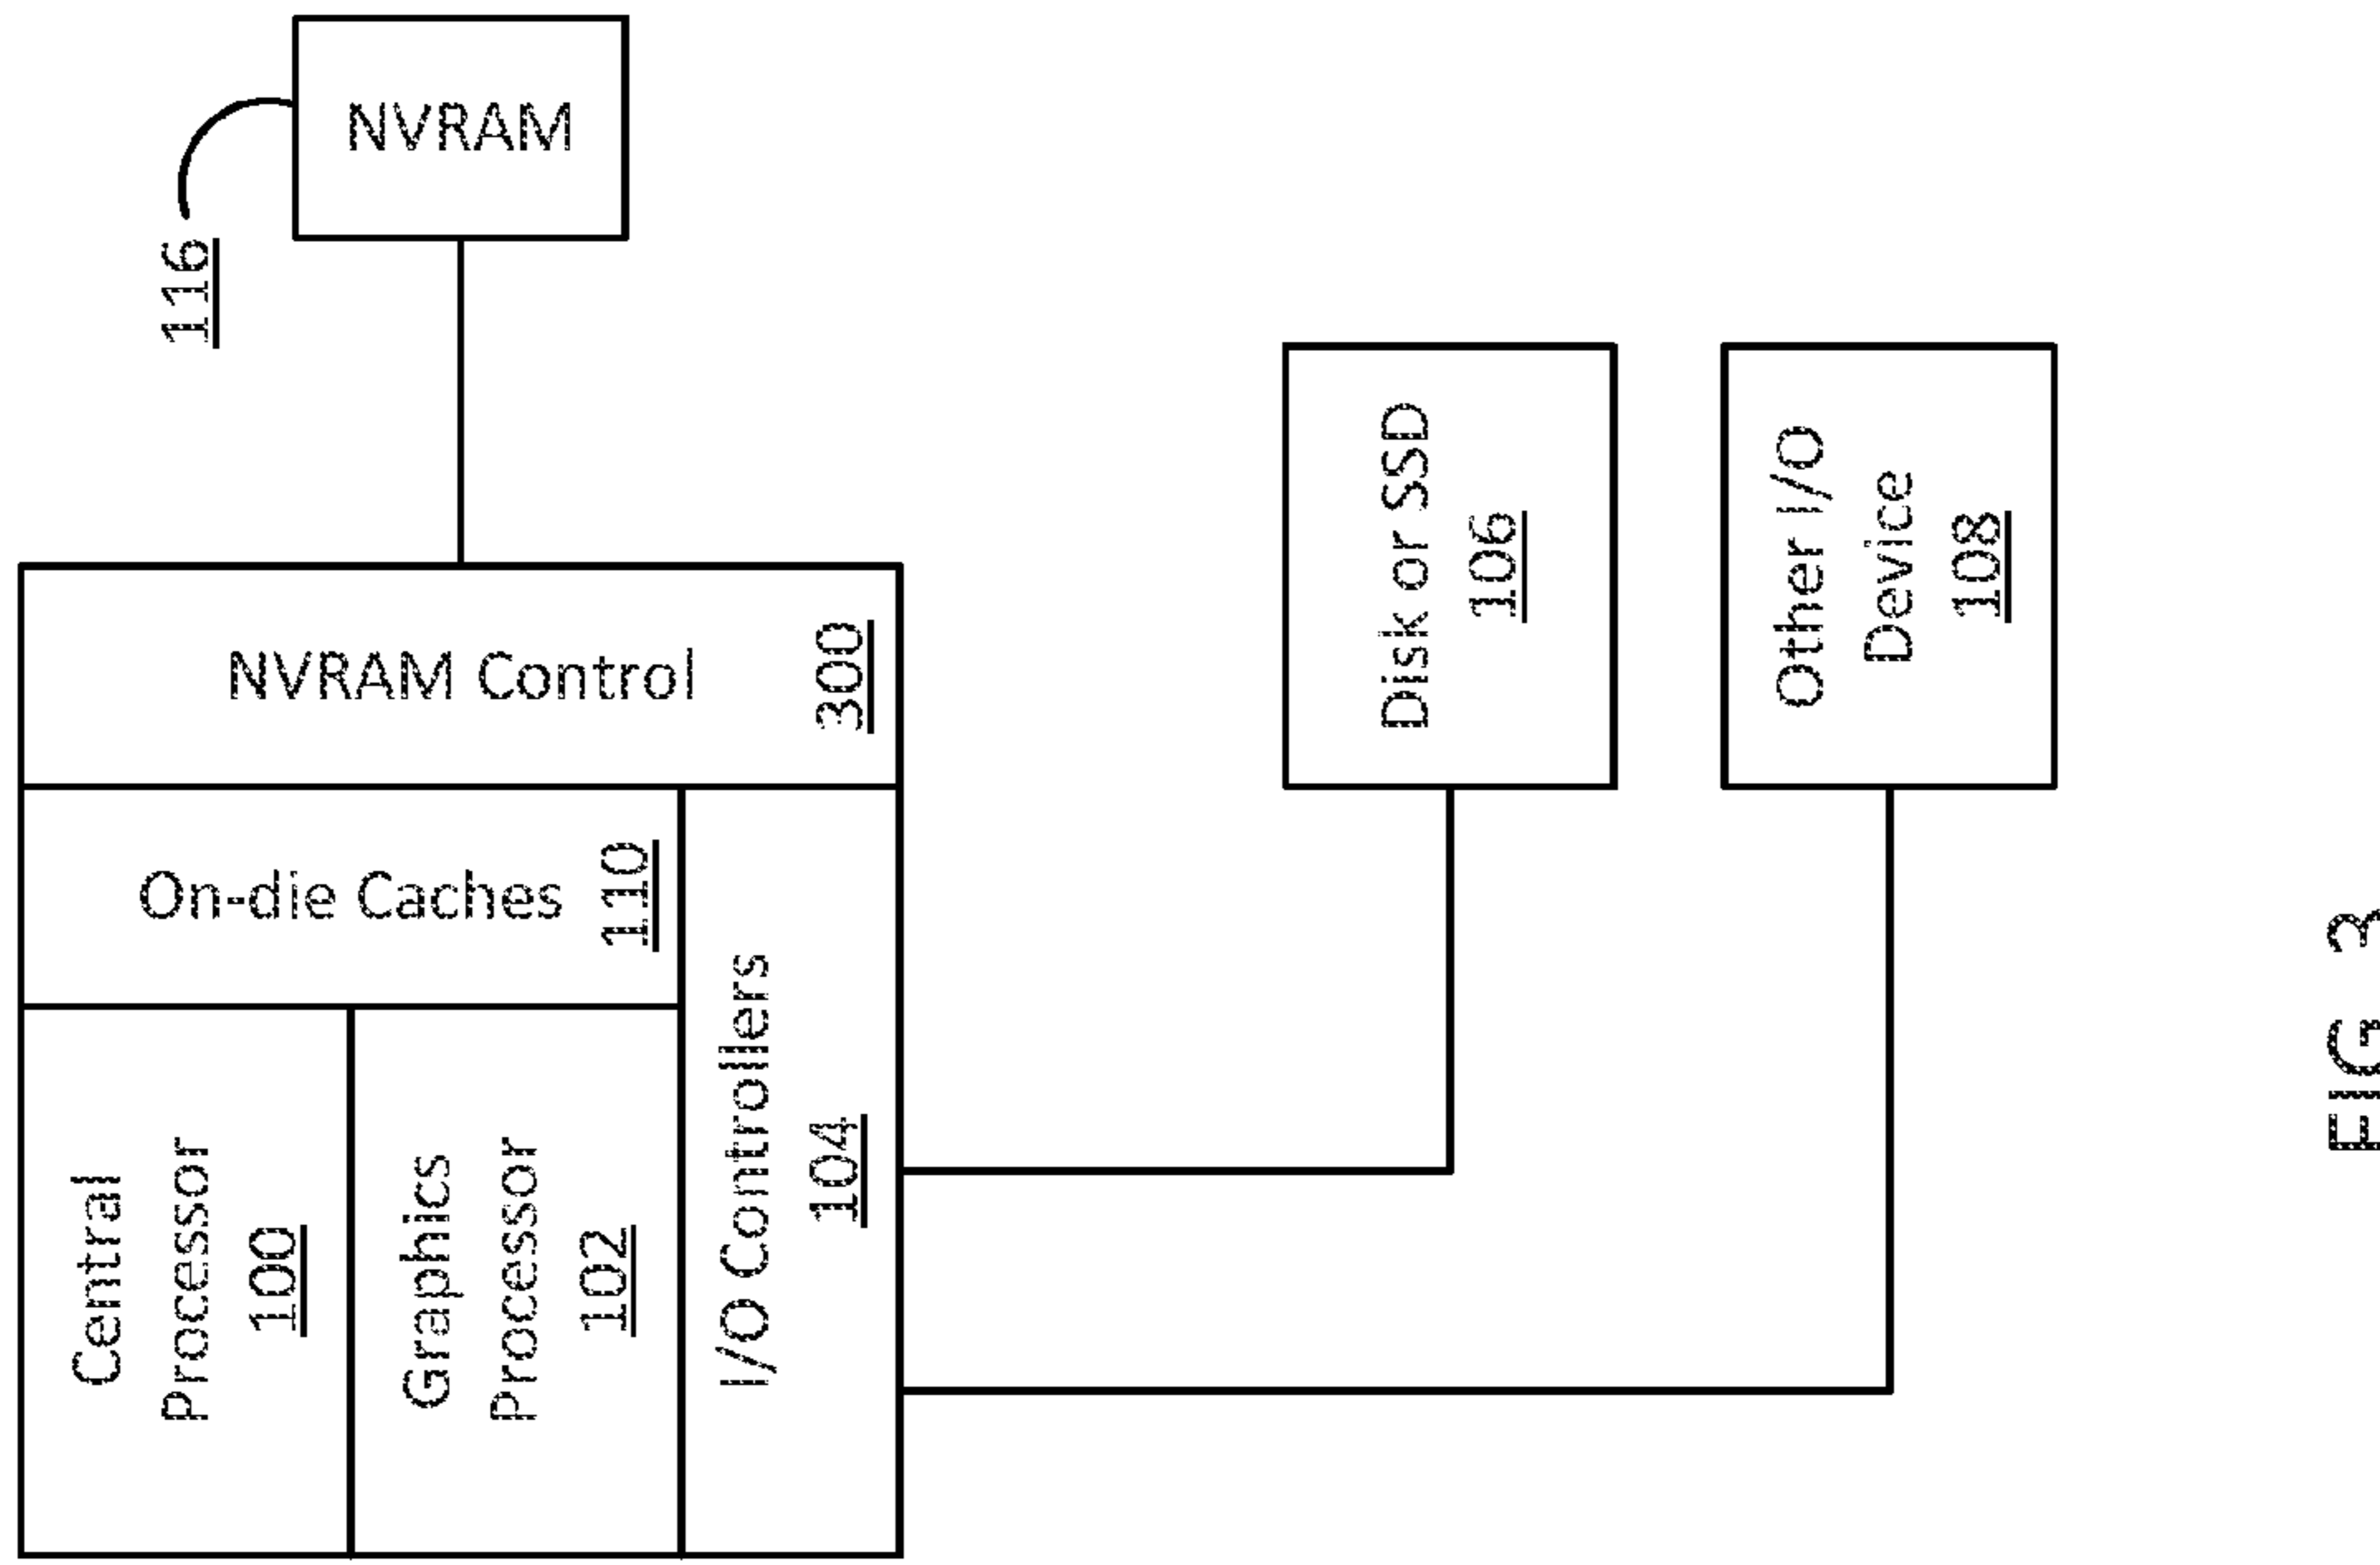 116
NVRAM
NVRAM Control
300
On-die Caches
110
Central
Processor
100
Graphics
Processor
102
I/O Controllers
104
Disk or SSD
106
Other I/O
Device
108
FIG 3